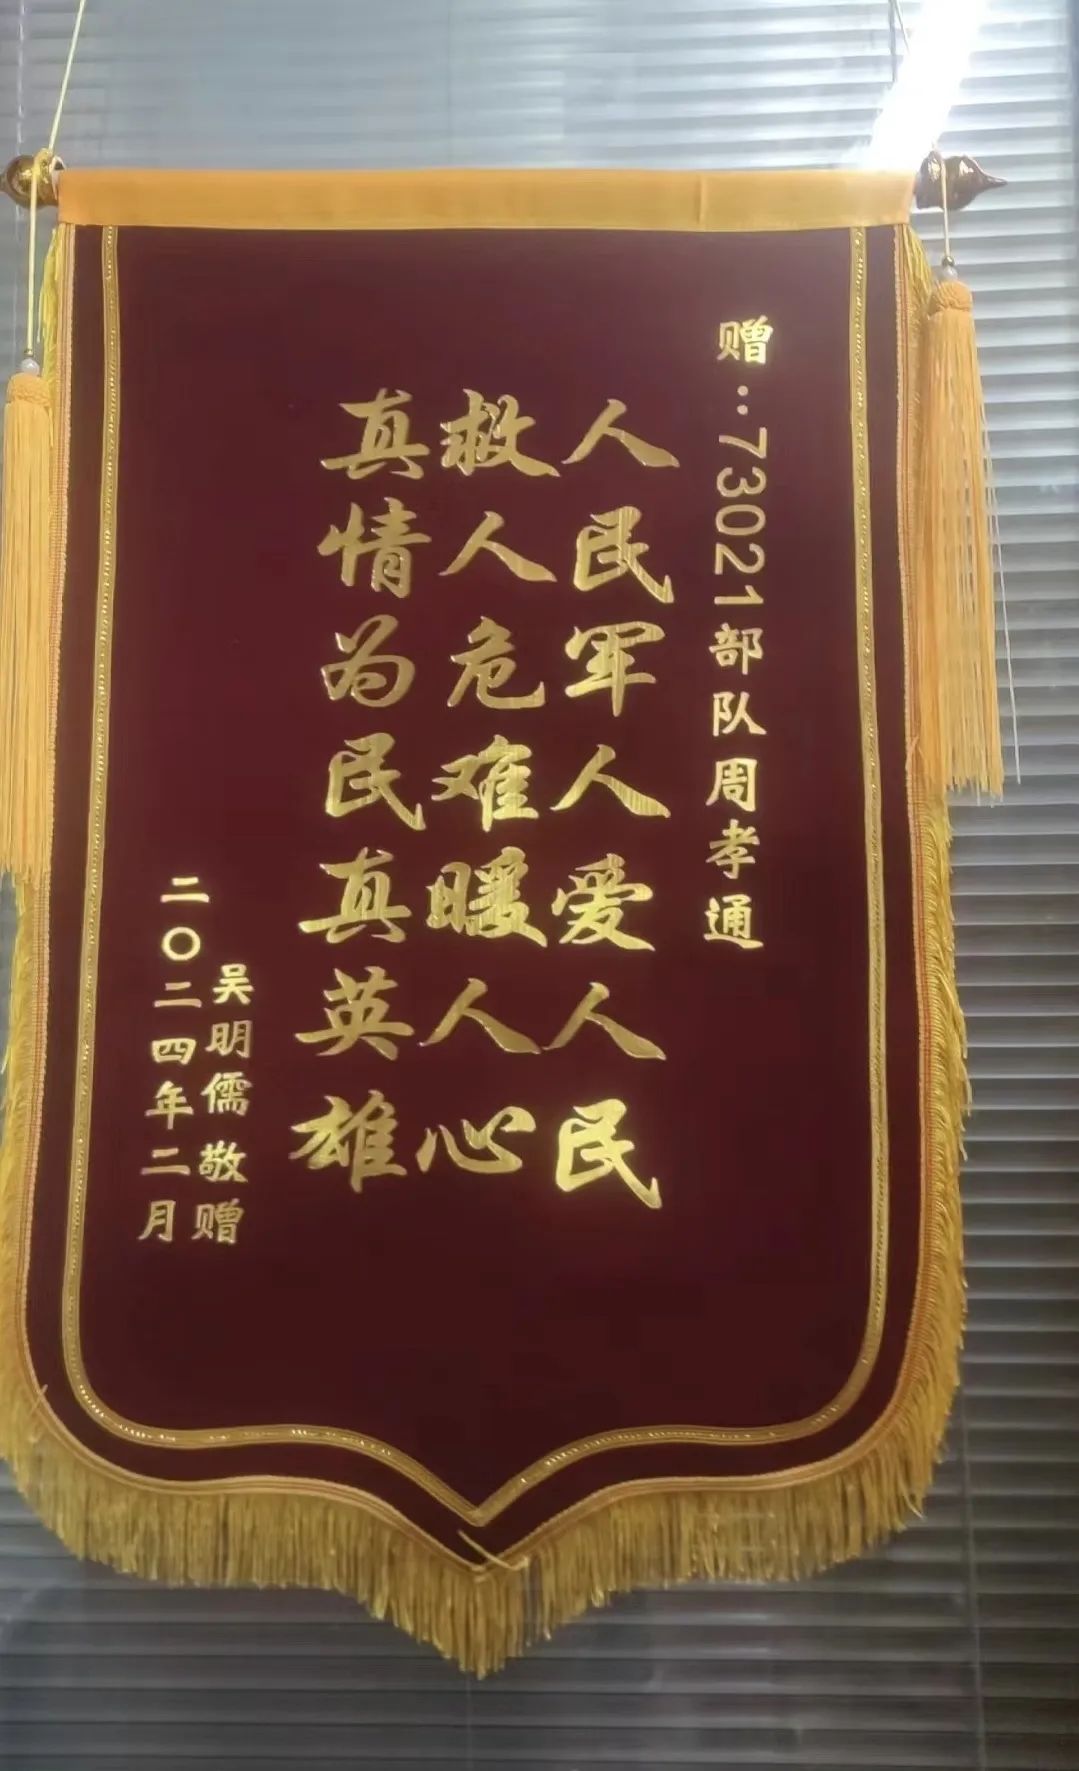 赠：73021部队周孝通
人民军人爱人民
救人危难暖人心
真情为民真英雄
吴明儒 敬赠
二〇二四年二月